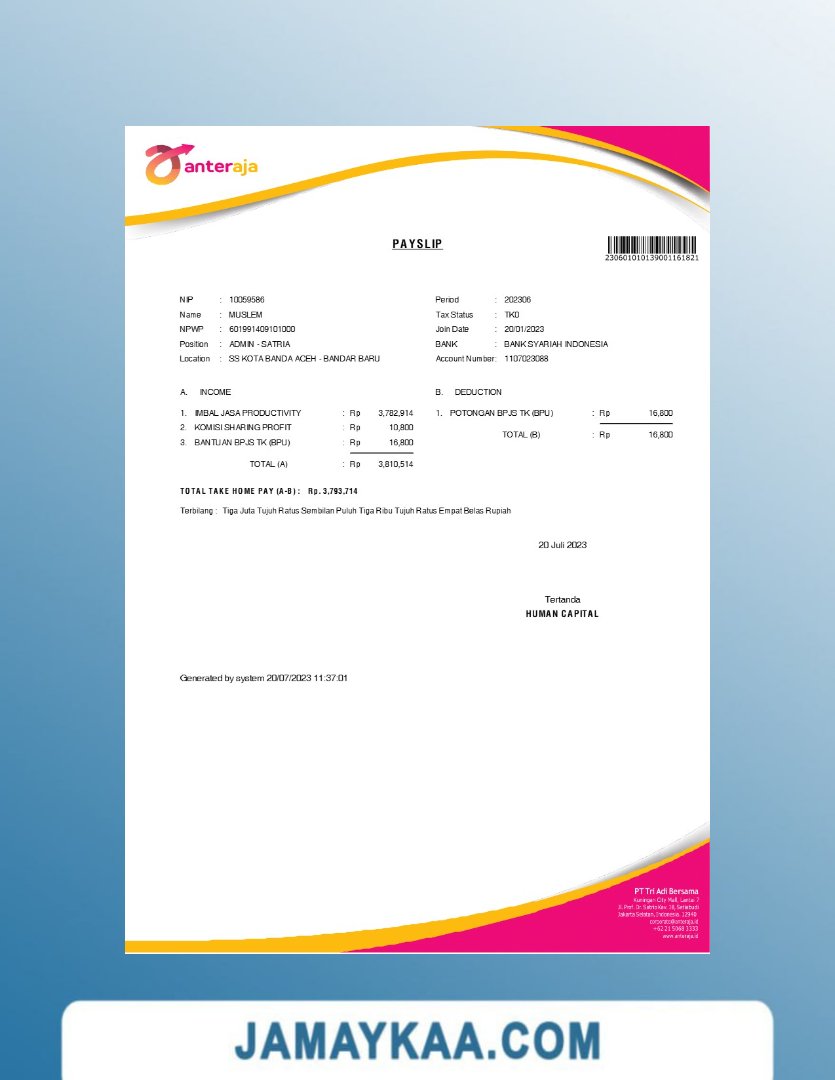 anteraja
PAYSLIP
230601010139001161821
NIP : 10059586
Name : MUSLEM
NPWP : 601991409101000
Position : ADMIN - SATRIA
Location : SS KOTA BANDA ACEH - BANDAR BARU
Period : 202306
Tax Status : TK0
Join Date : 20/01/2023
BANK : BANK SYARIAH INDONESIA
Account Number: 1107023088
A. INCOME
1. IMBAL JASA PRODUCTIVITY : Rp 3,782,914
2. KOMISI SHARING PROFIT : Rp 10,800
3. BANTUAN BPJS TK (BPU) : Rp 16,800
TOTAL (A) : Rp 3,810,514
B. DEDUCTION
1. POTONGAN BPJS TK (BPU) : Rp 16,800
TOTAL (B) : Rp 16,800
TOTAL TAKE HOME PAY (A-B) : Rp. 3,793,714
Terbilang : Tiga Juta Tujuh Ratus Sembilan Puluh Tiga Ribu Tujuh Ratus Empat Belas Rupiah
20 Juli 2023
Tertanda
HUMAN CAPITAL
Generated by system 20/07/2023 11:37:01
PT Tri Adi Bersama
Kuningan City Mall, Lantai 7
Jl. Prof. Dr. Satrio Kav. 18, Setiabudi
Jakarta Selatan, Indonesia, 12940
corporate@anteraja.id
+62 21 5068 3333
www.anteraja.id
JAMAYKAA.COM